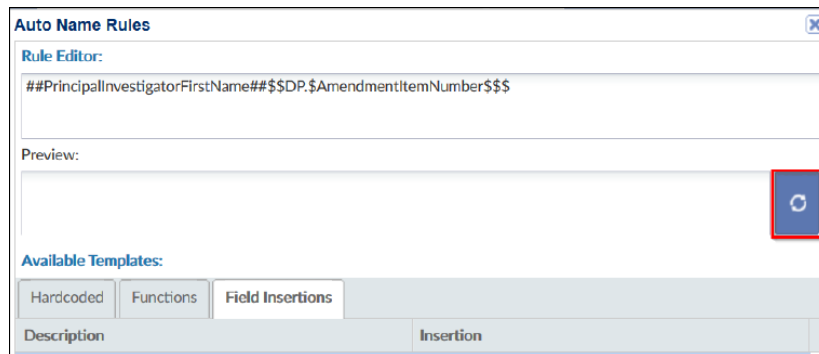 Auto Name Rules
Rule Editor:
##PrincipalInvestigatorFirstName##$$DP.$AmendmentItemNumber$$$
Preview:
Available Templates:
Hardcoded Functions Field Insertions
Description Insertion